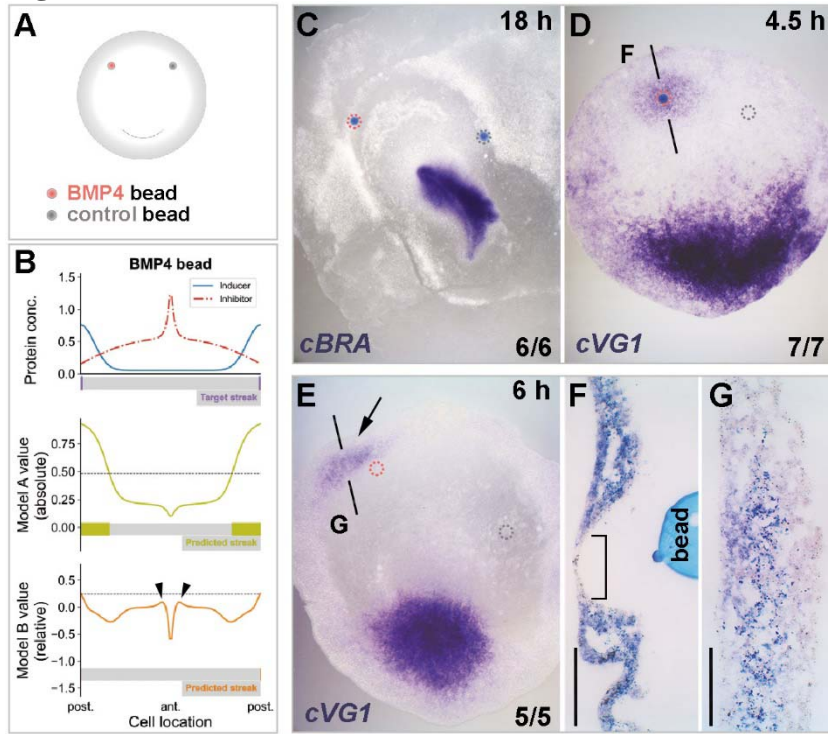 A
BMP4 bead
control bead
B
BMP4 bead
Protein conc.
1.5
1.0
0.5
0.0
Inducer
Inhibitor
Target streak
Model A value
(absolute)
0.75
0.50
0.25
0.00
Predicted streak
Model B value
(relative)
0.5
0.0
−0.5
−1.0
−1.5
Predicted streak
post.
ant.
post.
Cell location
C
18 h
cBRA
6/6
D
4.5 h
F
cVG1
7/7
E
6 h
G
cVG1
5/5
F
bead
G